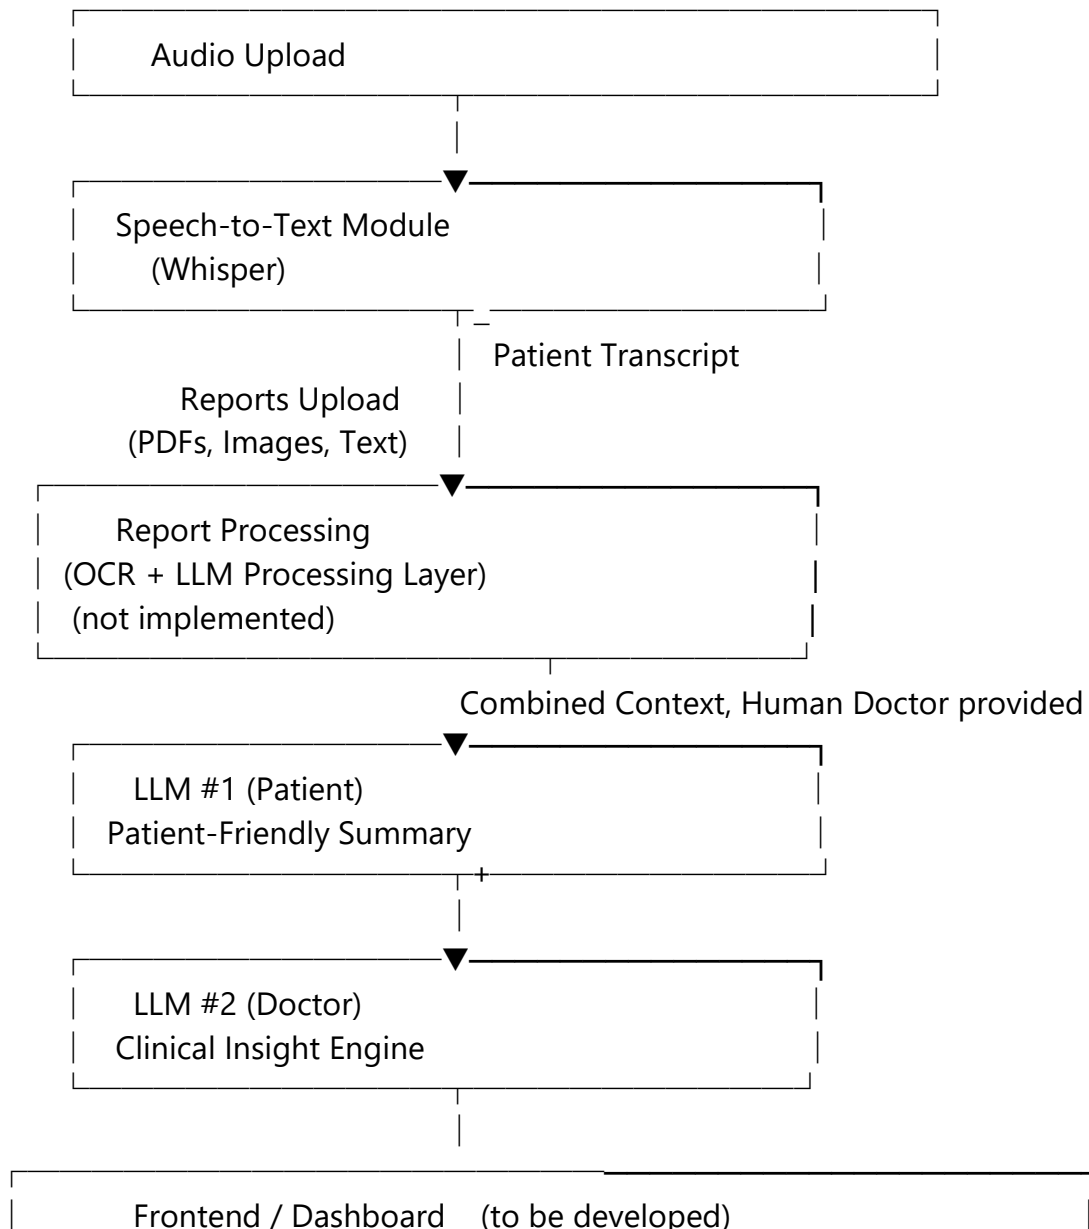 Audio Upload
Speech-to-Text Module
(Whisper)
Patient Transcript
Reports Upload
(PDFs, Images, Text)
Report Processing
(OCR + LLM Processing Layer)
(not implemented)
Combined Context, Human Doctor provided
LLM #1 (Patient)
Patient-Friendly Summary
LLM #2 (Doctor)
Clinical Insight Engine
Frontend / Dashboard (to be developed)